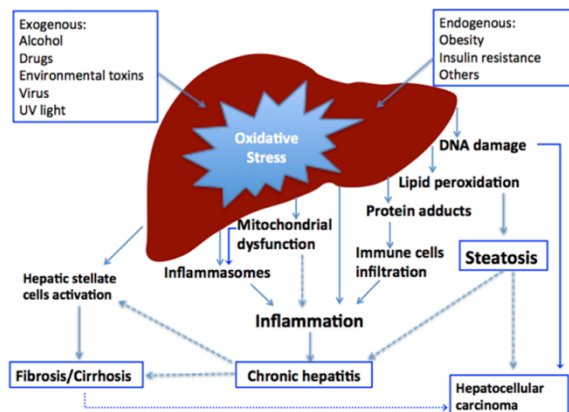 Exogenous:
Alcohol
Drugs
Environmental toxins
Virus
UV light
Endogenous:
Obesity
Insulin resistance
Others
Oxidative
Stress
DNA damage
Lipid peroxidation
Protein adducts
Mitochondrial
dysfunction
Immune cells
infiltration
Steatosis
Inflammasomes
Hepatic stellate
cells activation
Inflammation
Fibrosis/Cirrhosis
Chronic hepatitis
Hepatocellular
carcinoma